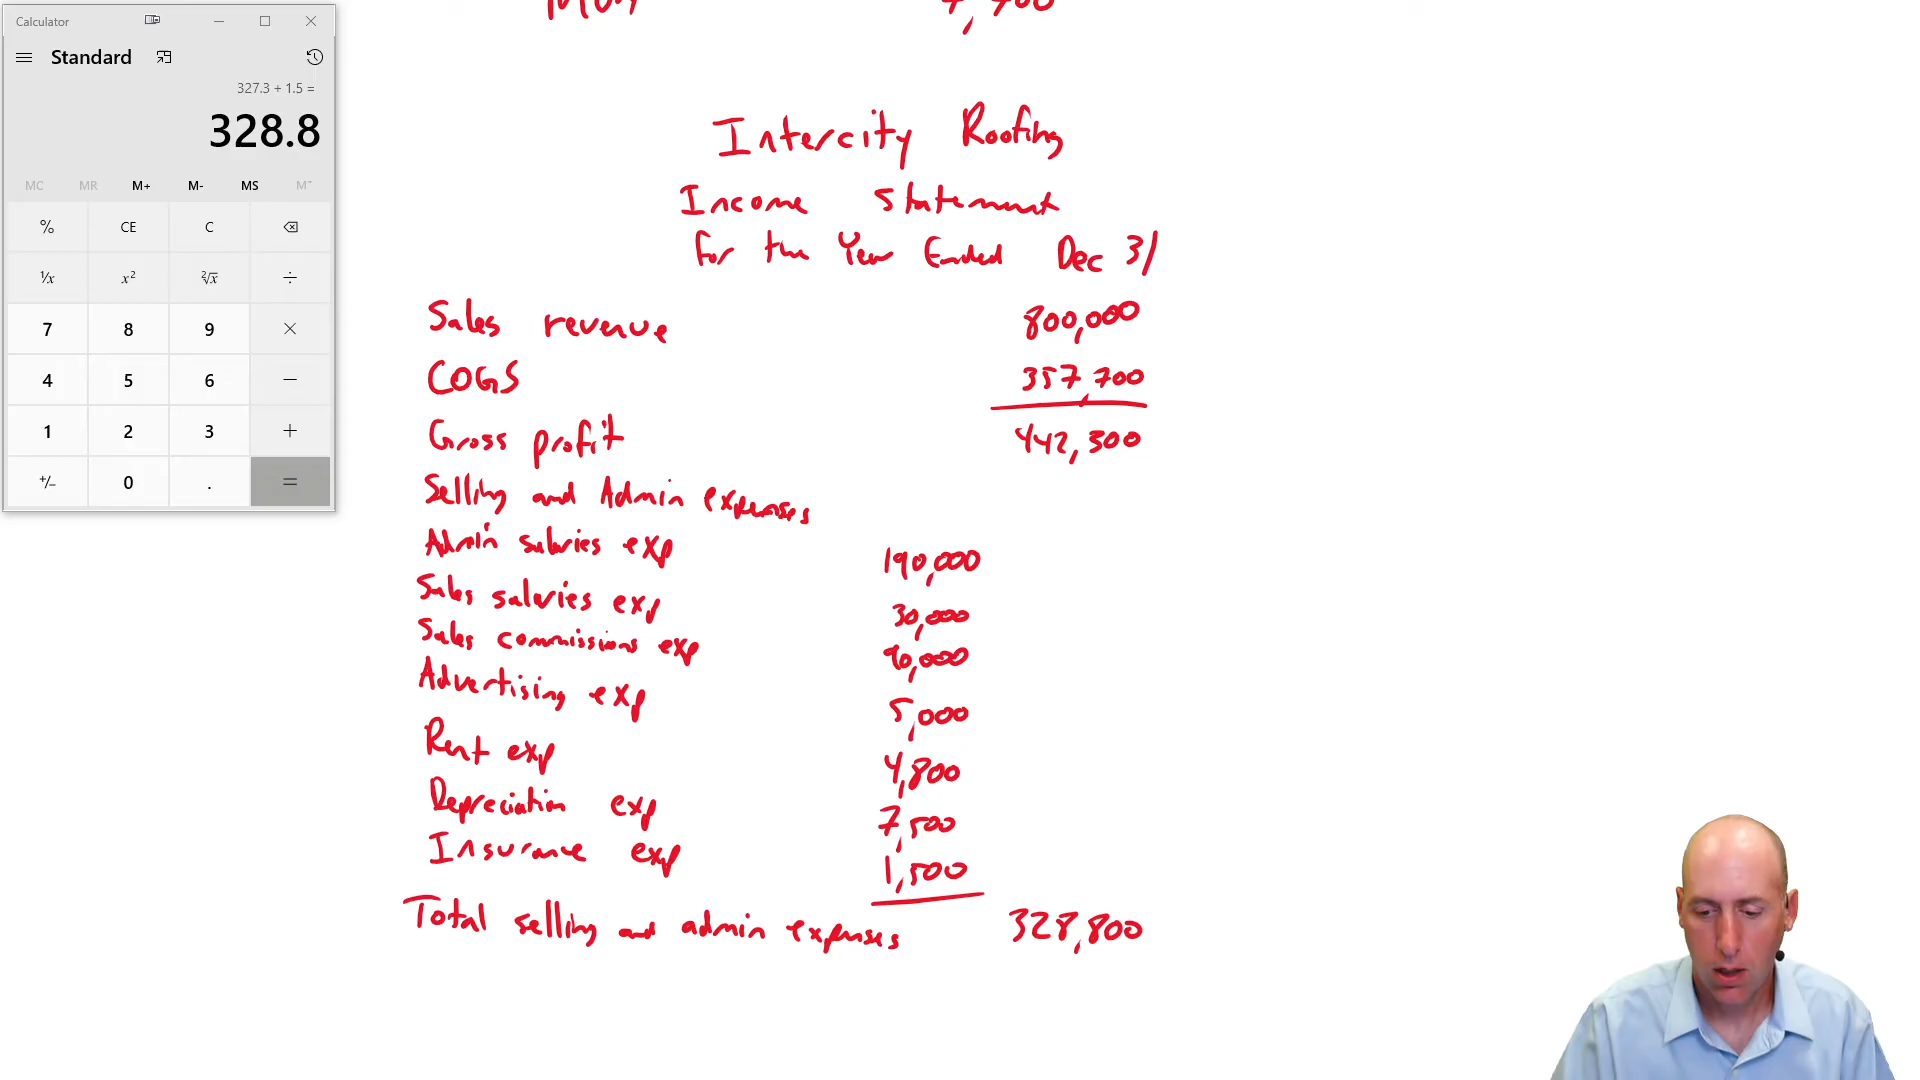 Calculator
Standard
327.3 + 1.5 =
328.8
MC MR M+ M- MS M˅
% CE C ⌫
⅟x x² ²√x ÷
7 8 9 ×
4 5 6 −
1 2 3 +
+/− 0 . =
7,700
Intercity Roofing
Income Statement
For the Year Ended Dec 31
Sales revenue 800,000
COGS 357,700
Gross profit 442,300
Selling and Admin expenses
Admin salaries exp 190,000
Sales salaries exp 30,000
Sales commissions exp 90,000
Advertising exp 5,000
Rent exp 4,800
Depreciation exp 7,500
Insurance exp 1,500
Total selling and admin expenses 328,800